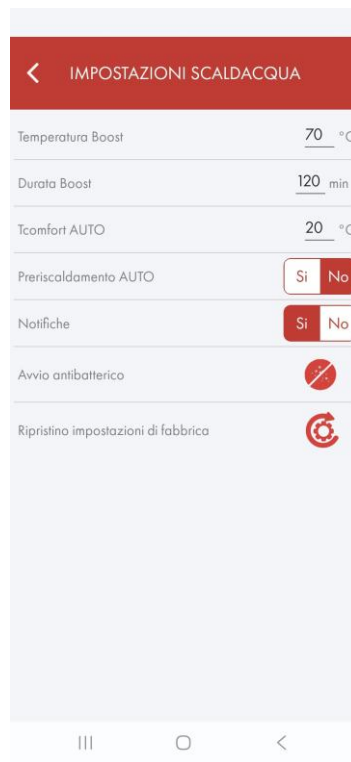 IMPOSTAZIONI SCALDACQUA
Temperatura Boost 70 °C
Durata Boost 120 min
Tcomfort AUTO 20 °C
Preriscaldamento AUTO Si No
Notifiche Si No
Avvio antibatterico
Ripristino impostazioni di fabbrica